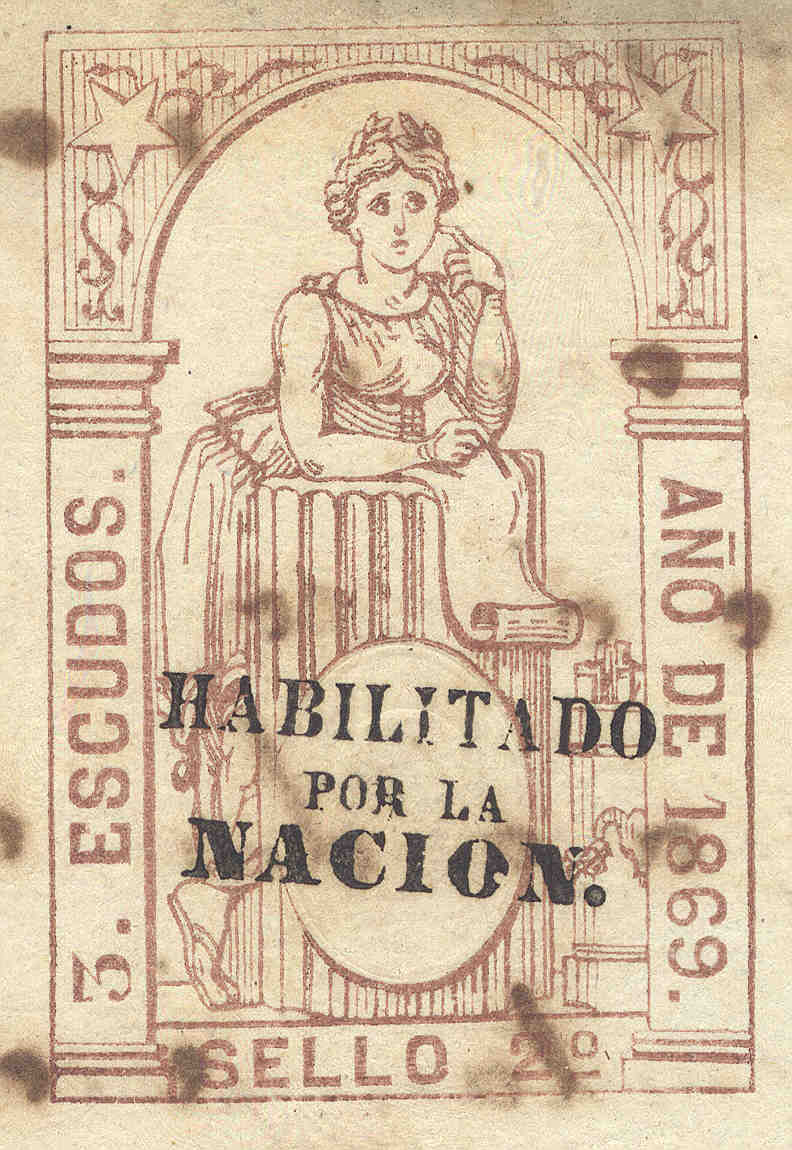 3. ESCUDOS.
AÑO DE 1869.
HABILITADO
POR LA
NACION.
SELLO 2º